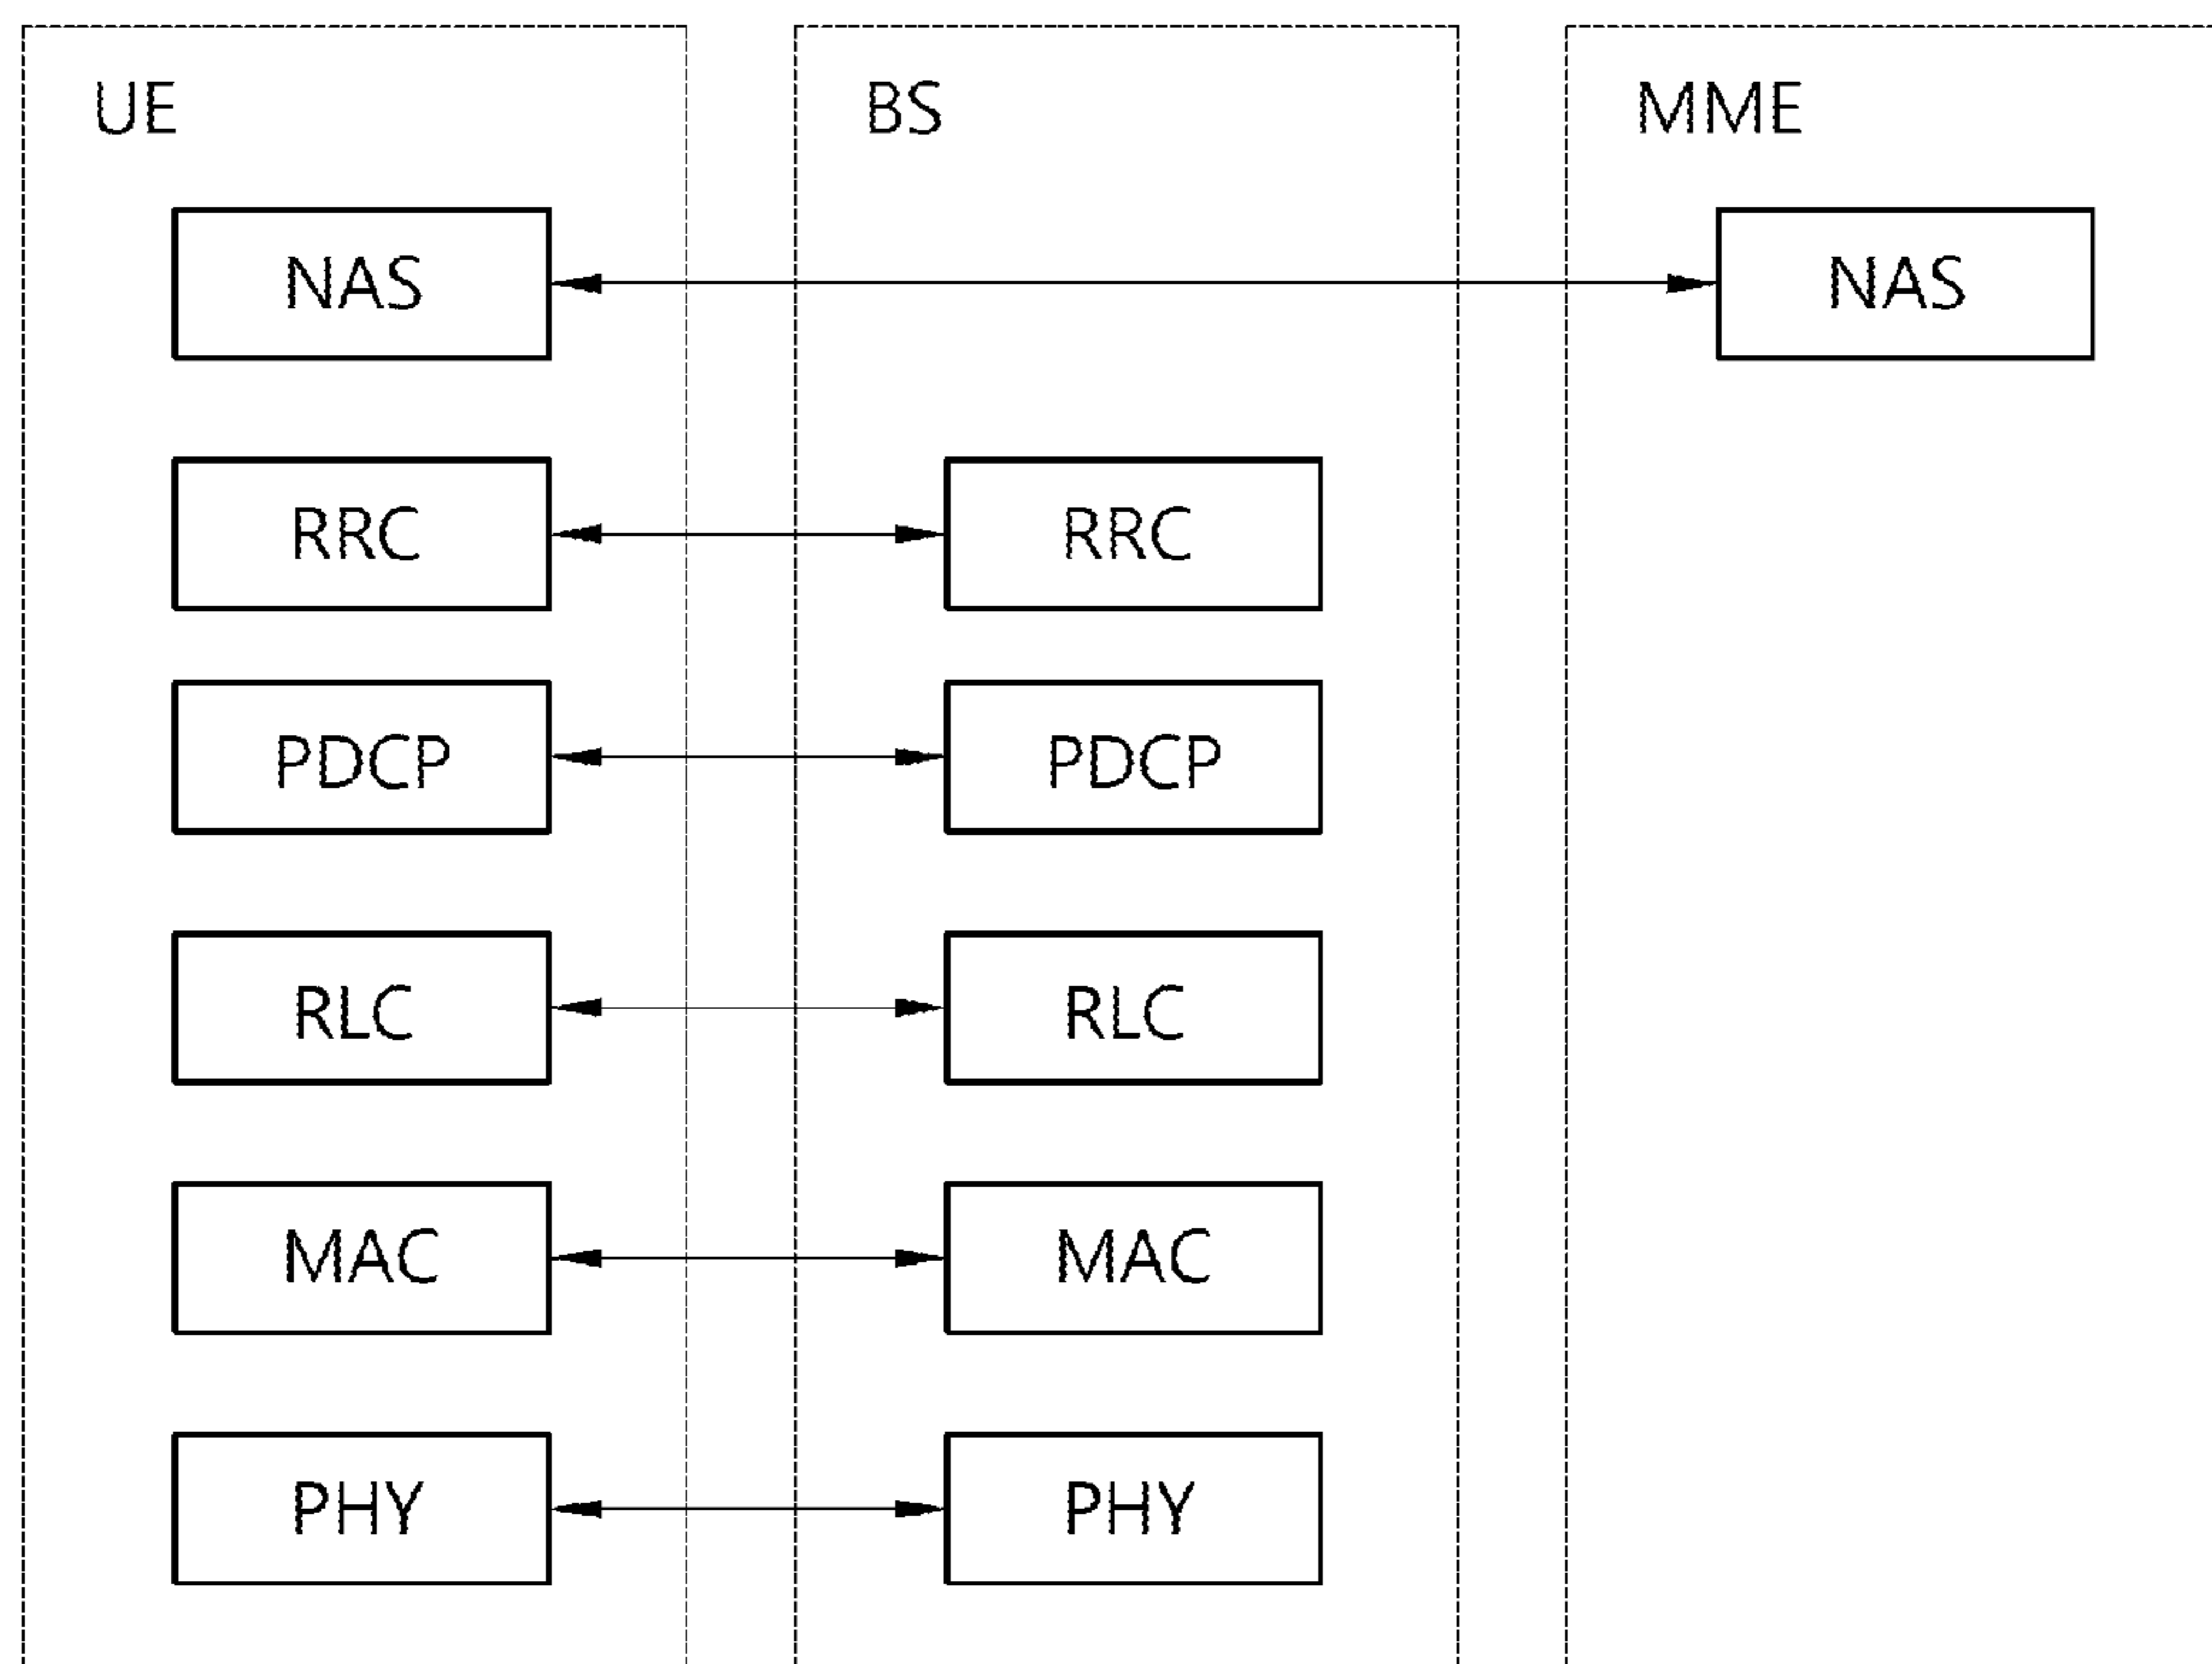 UE BS MME
NAS NAS
RRC RRC
PDCP PDCP
RLC RLC
MAC MAC
PHY PHY